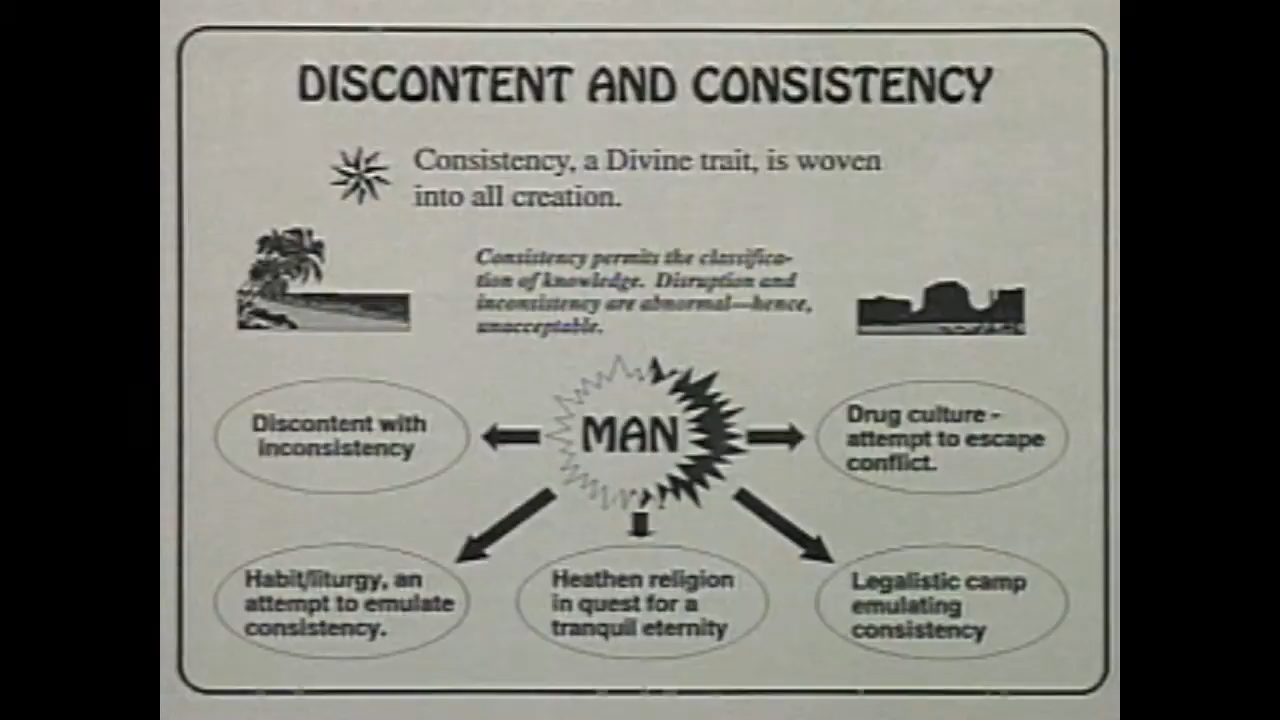 DISCONTENT AND CONSISTENCY
Consistency, a Divine trait, is woven
into all creation.
Consistency permits the classifica-
tion of knowledge. Disruption and
inconsistency are abnormal—hence,
unacceptable.
MAN
Discontent with
inconsistency
Drug culture -
attempt to escape
conflict.
Habit/liturgy, an
attempt to emulate
consistency.
Heathen religion
in quest for a
tranquil eternity
Legalistic camp
emulating
consistency